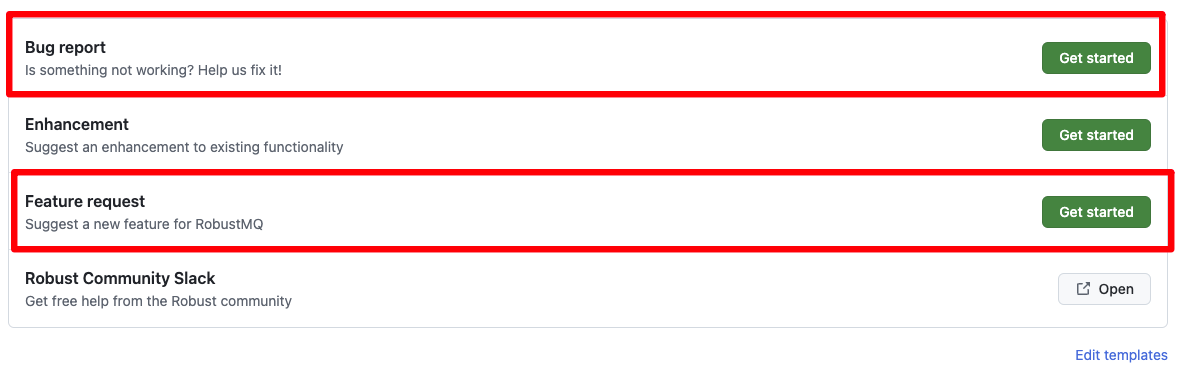 Bug report
Is something not working? Help us fix it!
Get started
Enhancement
Suggest an enhancement to existing functionality
Get started
Feature request
Suggest a new feature for RobustMQ
Get started
Robust Community Slack
Get free help from the Robust community
Open
Edit templates